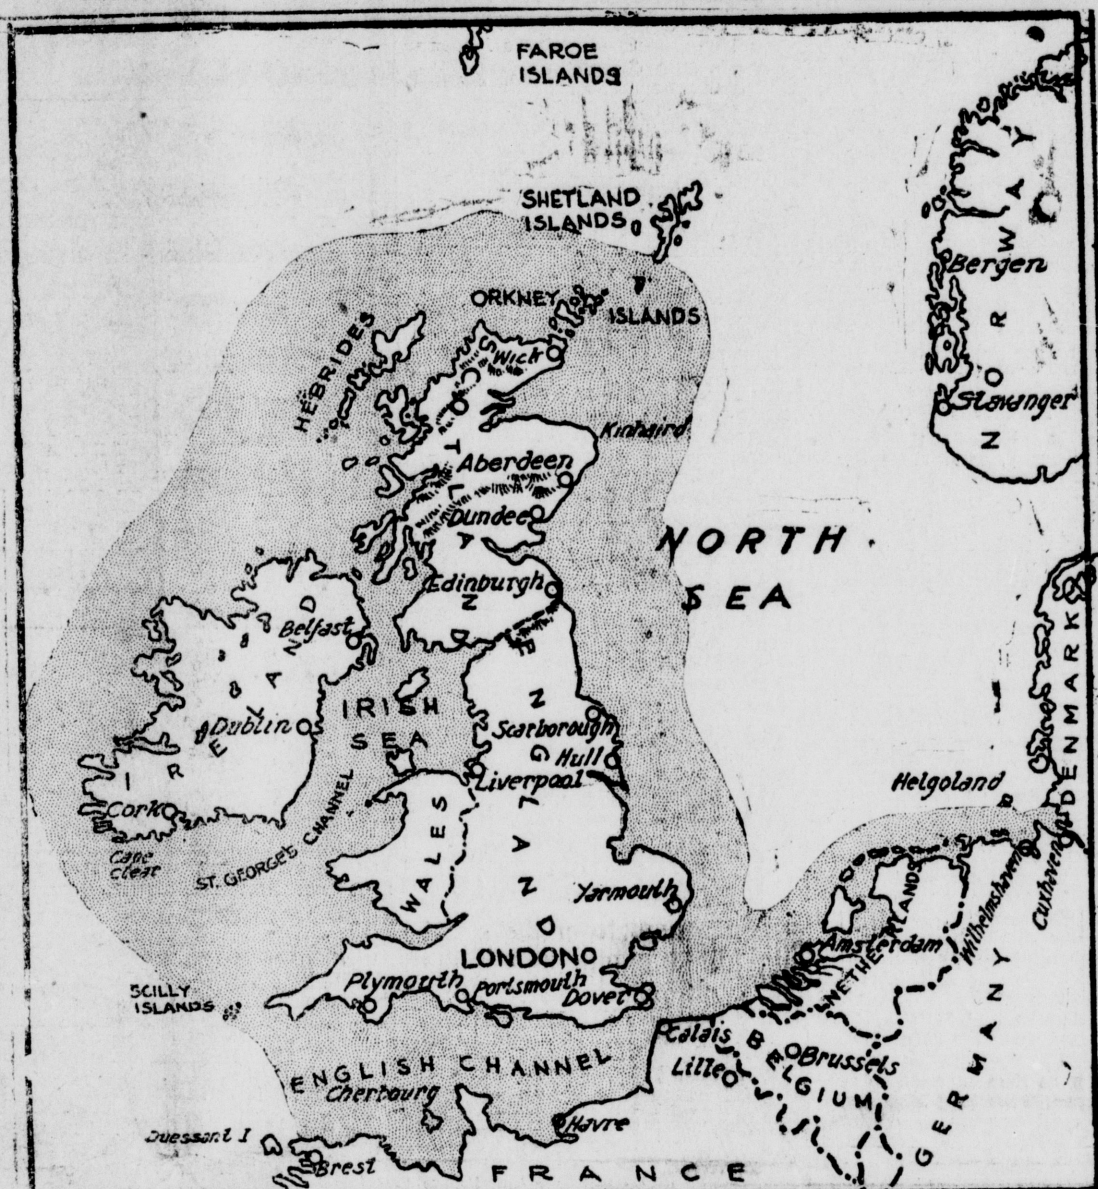 FAROE
ISLANDS
SHETLAND
ISLANDS
NORWAY
Bergen
ORKNEY
ISLANDS
HEBRIDES
Wick
Stavanger
SCOTLAND
Kinnaird
Aberdeen
Dundee
NORTH
SEA
Edinburgh
Belfast
IRELAND
DENMARK
IRISH
SEA
ENGLAND
Scarborough
Dublin
Hull
Liverpool
Helgoland
Cork
Cape
Clear
ST. GEORGE'S CHANNEL
WALES
Yarmouth
Wilhelmshaven
Cuxhaven
NETHERLANDS
Amsterdam
LONDON
Plymouth
Portsmouth
Dover
SCILLY
ISLANDS
Calais
BELGIUM
Brussels
Lille
GERMANY
ENGLISH CHANNEL
Cherbourg
Havre
Ouessant I
Brest
FRANCE